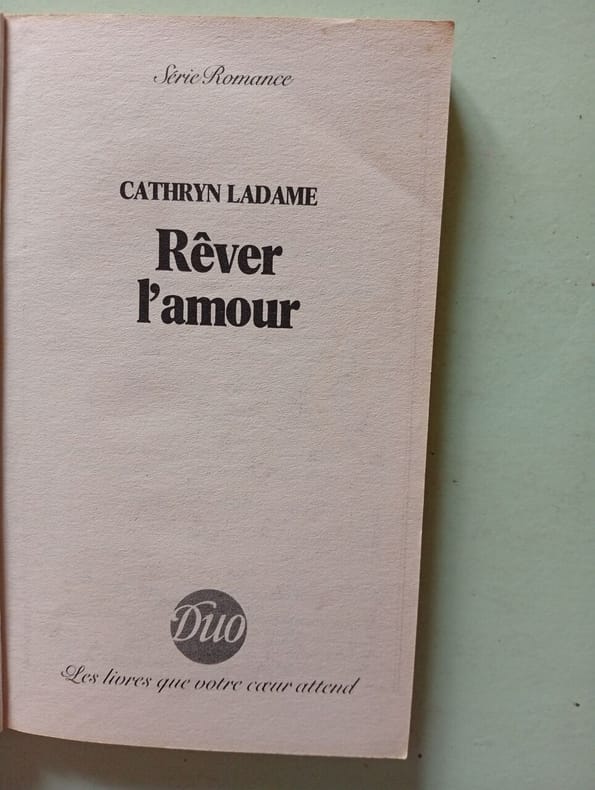 Série Romance
CATHRYN LADAME
Rêver
l'amour
Duo
Les livres que votre cœur attend